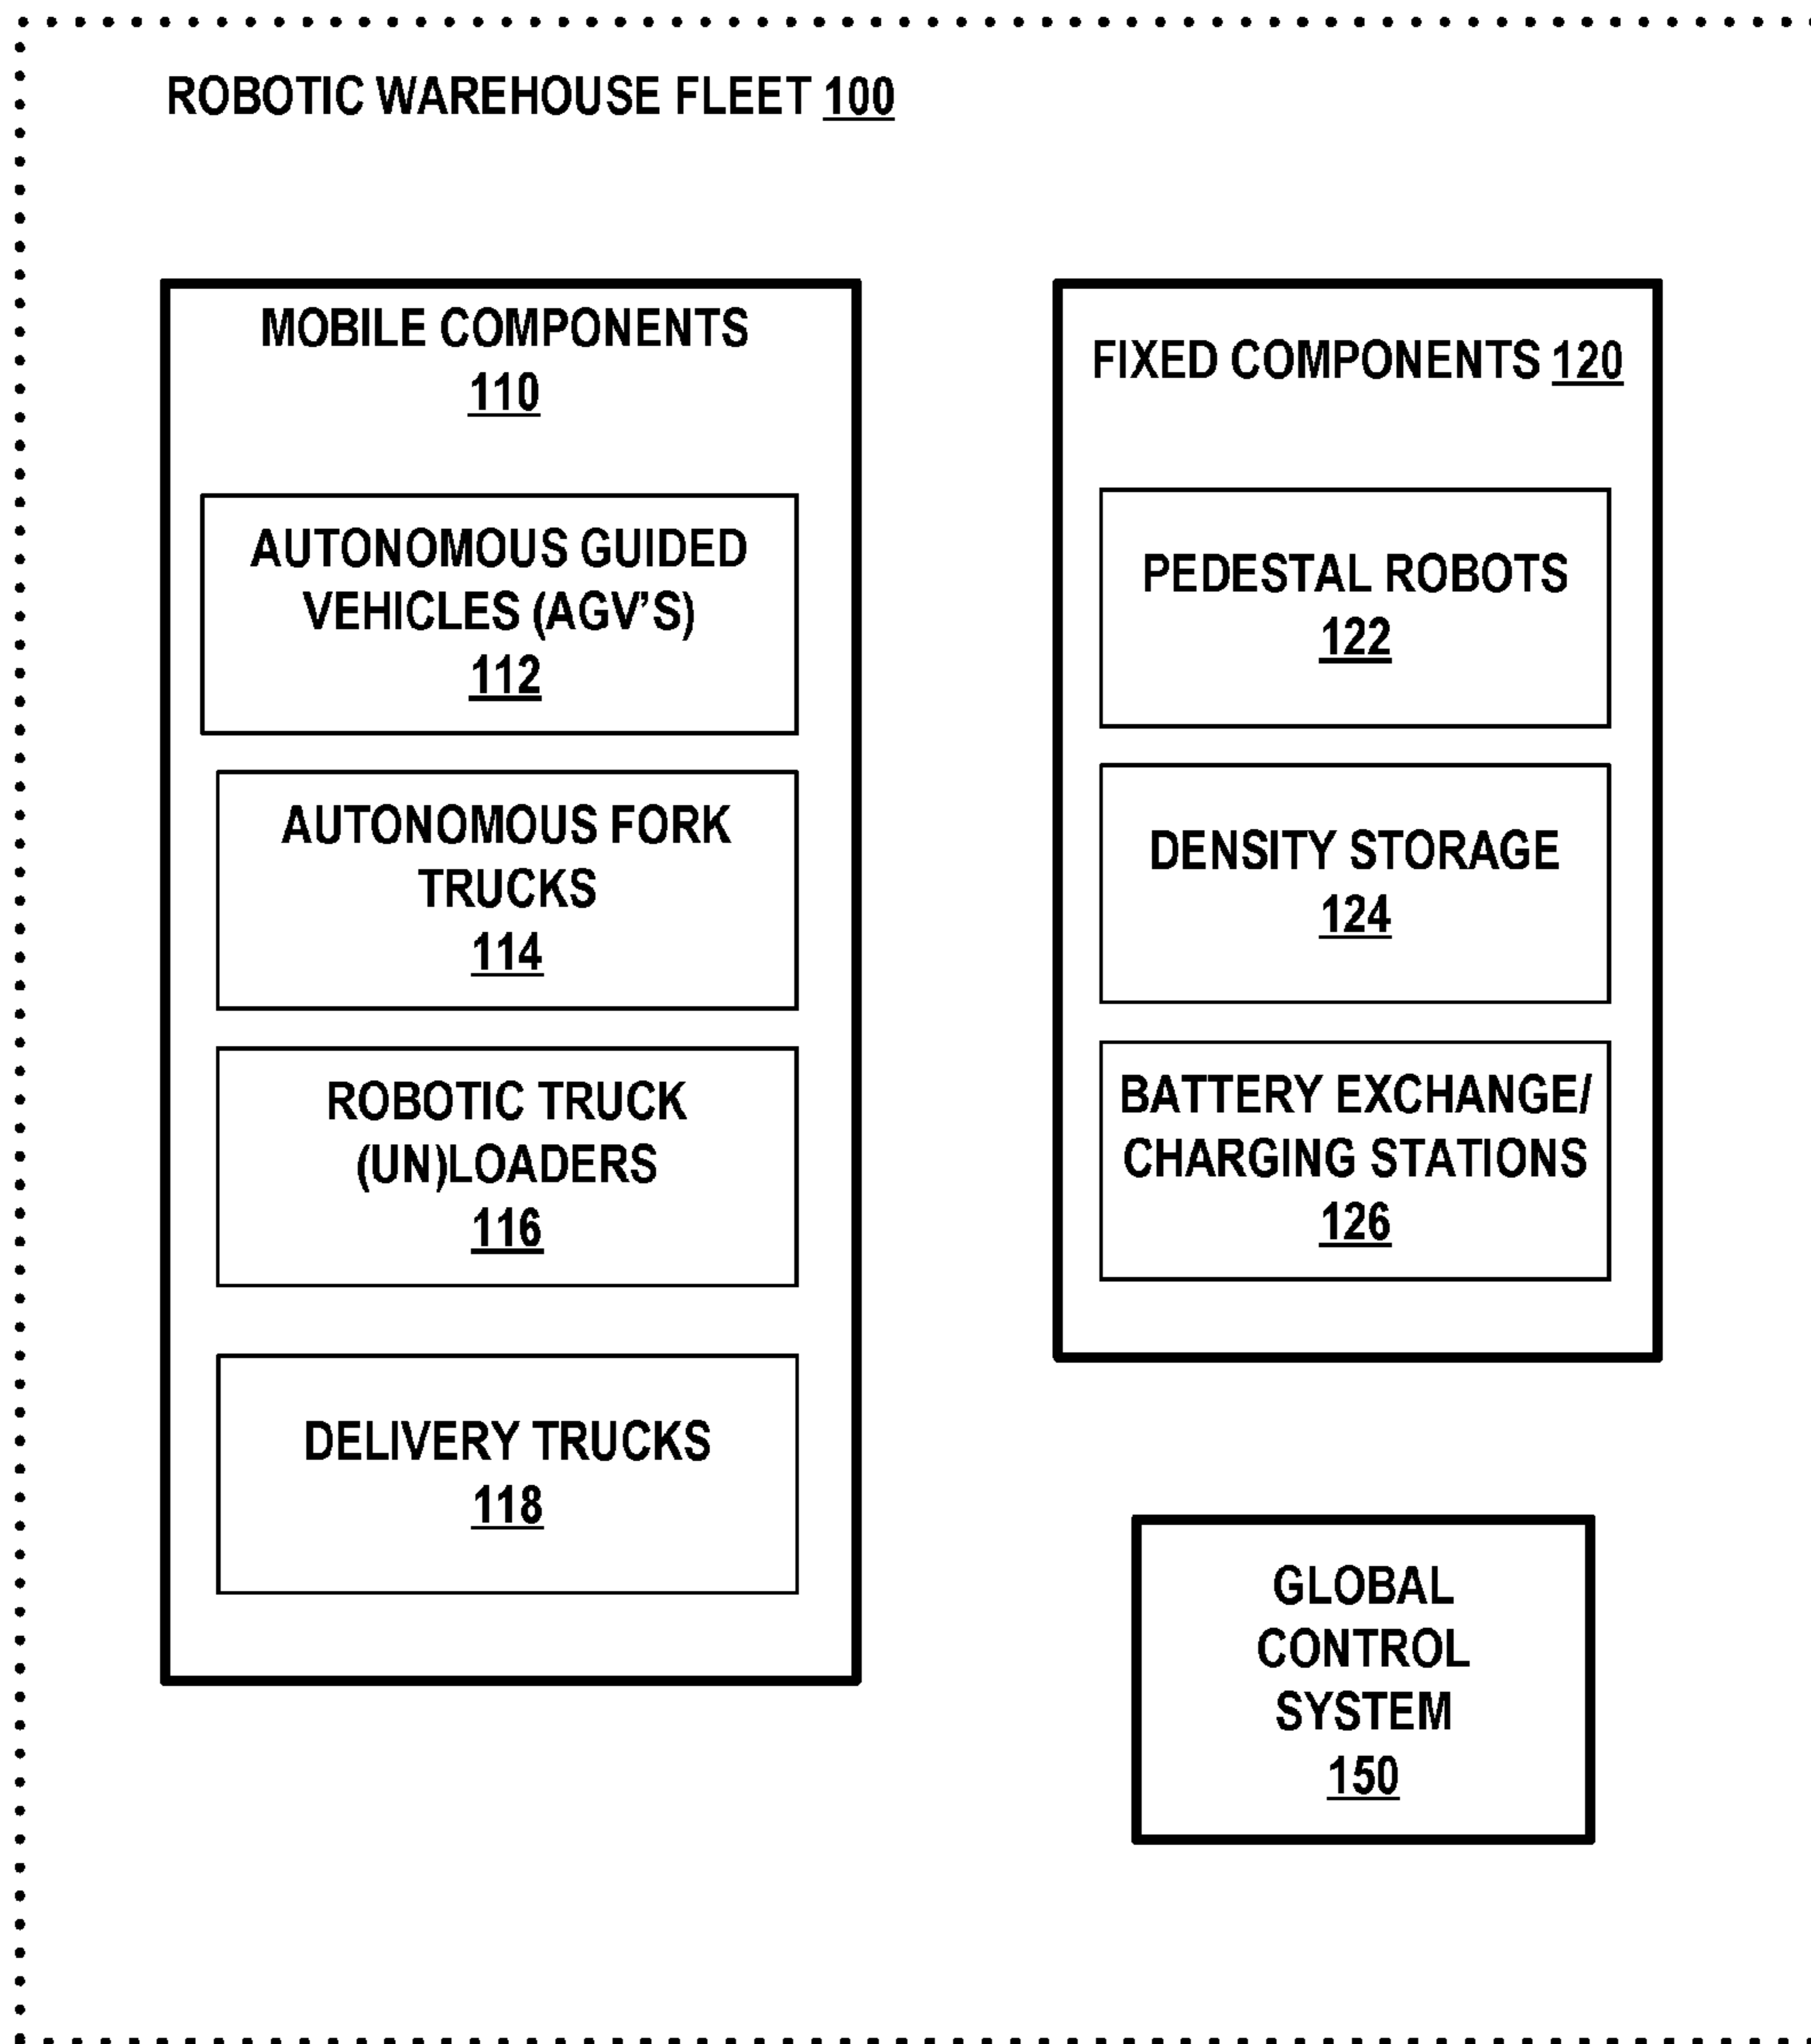 ROBOTIC WAREHOUSE FLEET 100
MOBILE COMPONENTS
110
AUTONOMOUS GUIDED
VEHICLES (AGV’S)
112
AUTONOMOUS FORK
TRUCKS
114
ROBOTIC TRUCK
(UN)LOADERS
116
DELIVERY TRUCKS
118
FIXED COMPONENTS 120
PEDESTAL ROBOTS
122
DENSITY STORAGE
124
BATTERY EXCHANGE/
CHARGING STATIONS
126
GLOBAL
CONTROL
SYSTEM
150